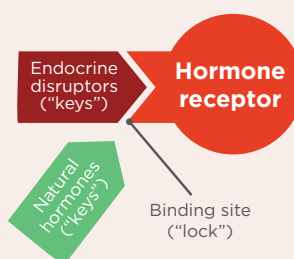 Endocrine
disruptors
(“keys”)
Hormone
receptor
Natural
hormones
(“keys”)
Binding site
(“lock”)